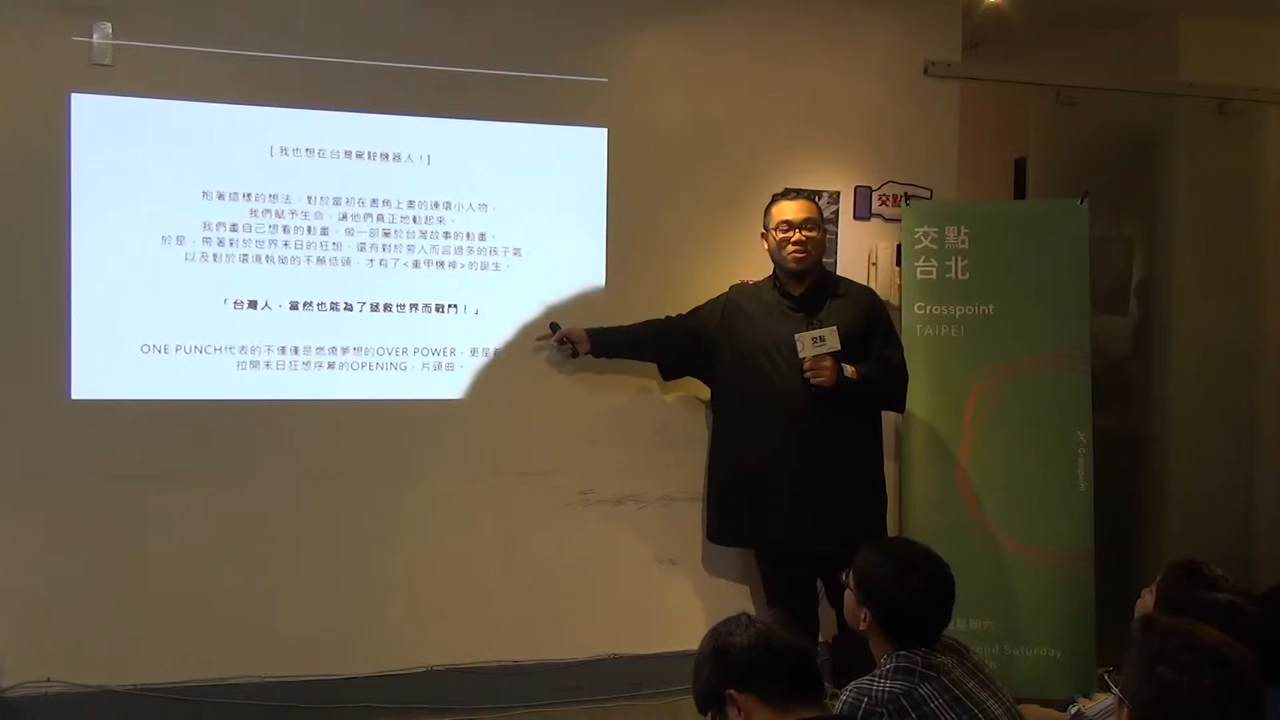 [ 我也想在台灣駕駛機器人！]
抱著這樣的想法，對於當初在書角上畫的連環小人物，
我們賦予生命，讓他們真正地動起來。
我們畫自己想看的動畫，做一部屬於台灣故事的動畫。
於是，帶著對於世界末日的狂想，還有對於旁人而言過多的孩子氣，
以及對於環境執拗的不願低頭，才有了<重甲機神>的誕生。
「台灣人，當然也能為了拯救世界而戰鬥！」
ONE PUNCH代表的不僅僅是燃燒夢想的OVER POWER，更是
拉開末日狂想序幕的OPENING，片頭曲。
交點
交點
交點
台北
Crosspoint
TAIPEI
Crosspoint
星期六
Saturday